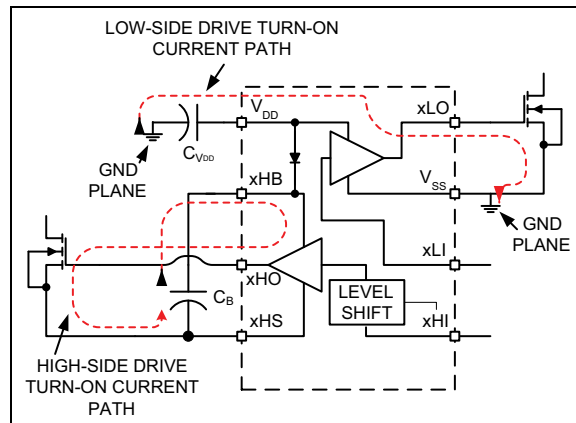 LOW-SIDE DRIVE TURN-ON
CURRENT PATH
VDD
xLO
CVDD
GND
PLANE
xHB
VSS
GND
PLANE
xHO
xLI
CB
LEVEL
SHIFT
xHI
xHS
HIGH-SIDE DRIVE
TURN-ON CURRENT
PATH